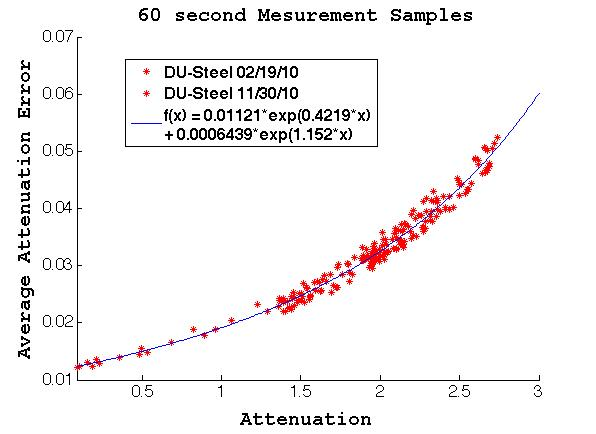 60 second Mesurement Samples
0.07
0.06
0.05
0.04
0.03
0.02
0.01
Average Attenuation Error
DU-Steel 02/19/10
DU-Steel 11/30/10
f(x) = 0.01121*exp(0.4219*x)
+ 0.0006439*exp(1.152*x)
0.5 1 1.5 2 2.5 3
Attenuation